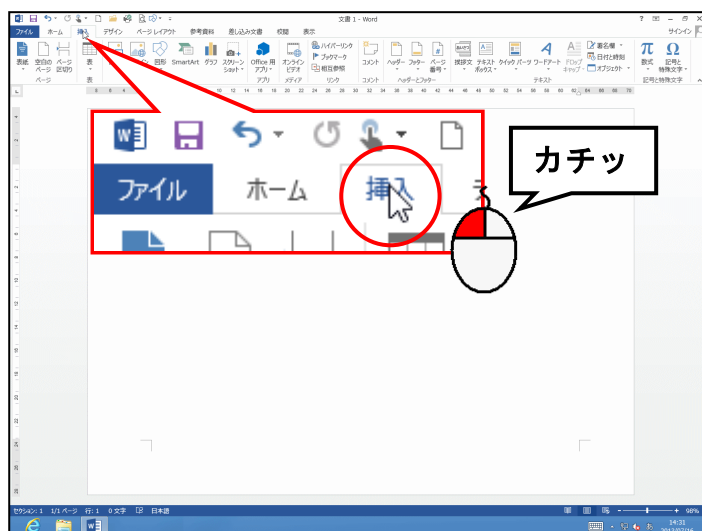 文書 1 - Word
サインイン
ファイル ホーム 挿入 デザイン ページ レイアウト 参考資料 差し込み文書 校閲 表示
表紙 空白のページ ページ区切り 表 図形 SmartArt グラフ スクリーンショット Office 用アプリ オンラインビデオ ハイパーリンク ブックマーク 相互参照 コメント ヘッダー フッター ページ番号 挨拶文 テキストボックス クイック パーツ ワードアート ドロップキャップ 署名欄 日付と時刻 オブジェクト 数式 記号と特殊文字
ページ 表 アプリ メディア リンク コメント ヘッダーとフッター テキスト 記号と特殊文字
ファイル ホーム 挿入
カチッ
セクション: 1 1/1 ページ 行: 1 0 文字 日本語
98%
14:31